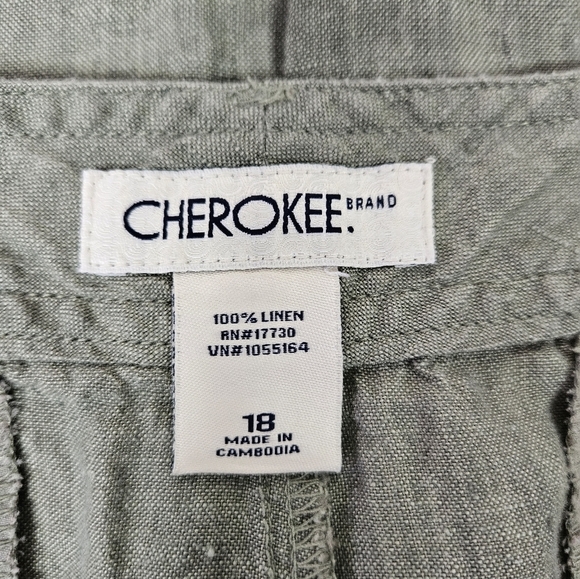 CHEROKEE. BRAND
100% LINEN
RN#17730
VN#1055164
18
MADE IN
CAMBODIA